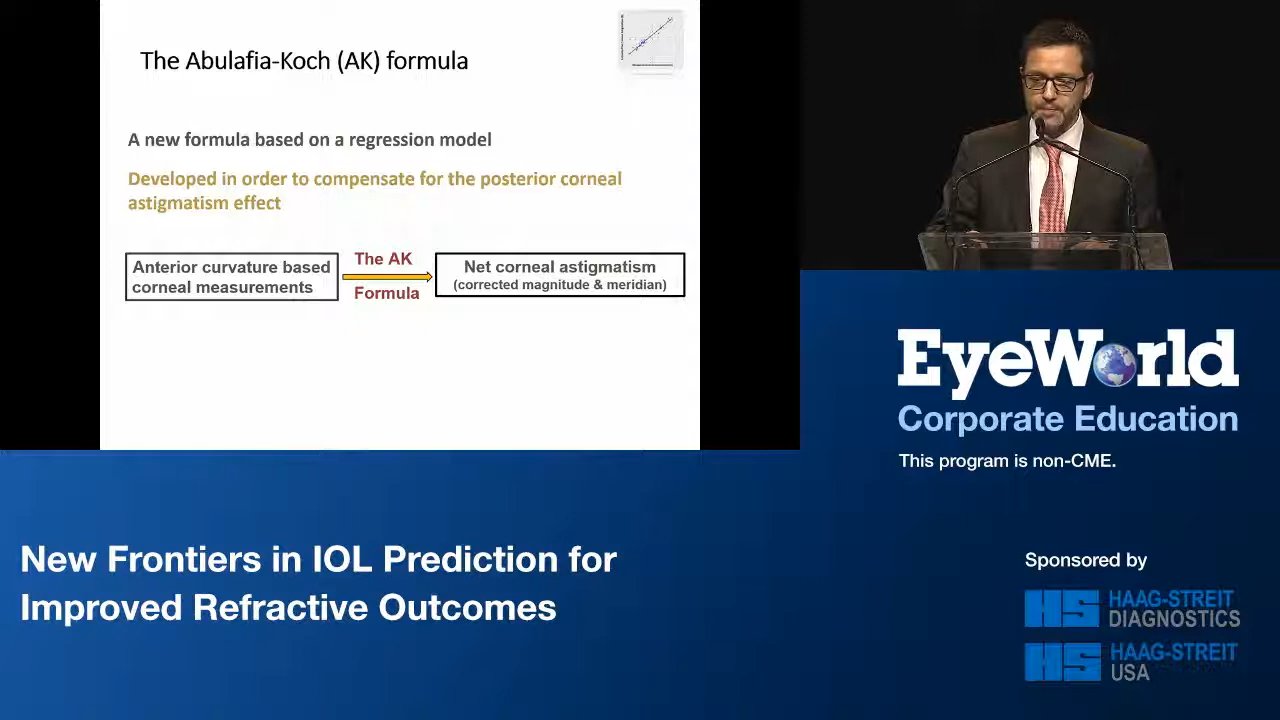 The Abulafia-Koch (AK) formula
A new formula based on a regression model
Developed in order to compensate for the posterior corneal
astigmatism effect
Anterior curvature based
corneal measurements
The AK
Formula
Net corneal astigmatism
(corrected magnitude & meridian)
EyeWorld
Corporate Education
This program is non-CME.
New Frontiers in IOL Prediction for
Improved Refractive Outcomes
Sponsored by
HS HAAG-STREIT
DIAGNOSTICS
HS HAAG-STREIT
USA